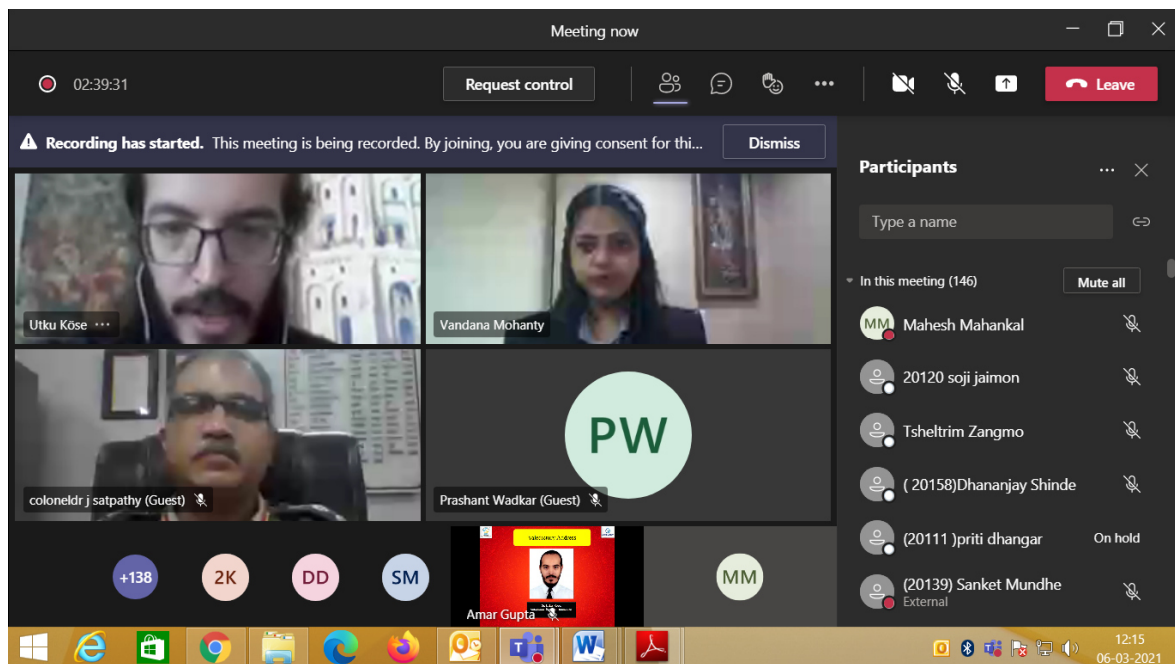 Meeting now
02:39:31
Request control
Leave
Recording has started. This meeting is being recorded. By joining, you are giving consent for thi...
Dismiss
Participants
Type a name
In this meeting (146)
Mute all
Utku Köse
Vandana Mohanty
coloneldr j satpathy (Guest)
PW
Prashant Wadkar (Guest)
MM
Mahesh Mahankal
20120 soji jaimon
Tsheltrim Zangmo
( 20158)Dhananjay Shinde
(20111 )priti dhangar
On hold
(20139) Sanket Mundhe
External
+138
2K
DD
SM
Valedictory Address
Amar Gupta
MM
12:15
06-03-2021